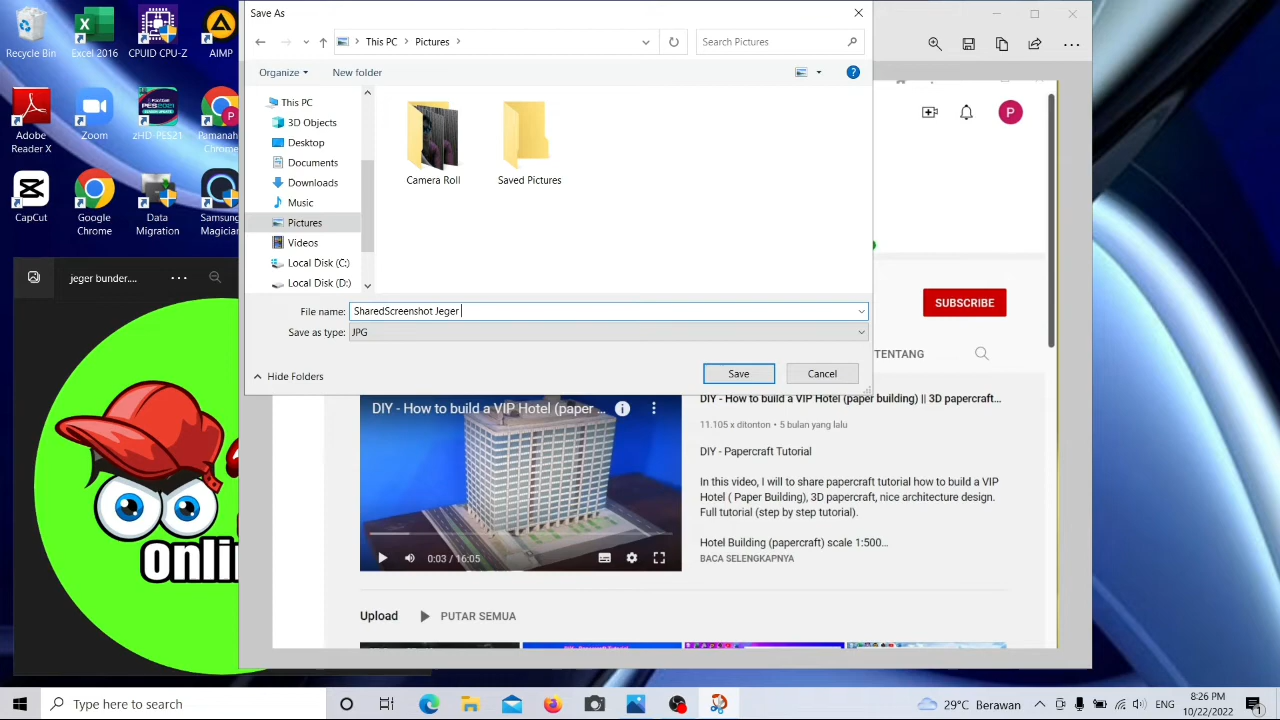 Save As
This PC
Pictures
Search Pictures
Organize
New folder
This PC
3D Objects
Desktop
Documents
Downloads
Music
Pictures
Videos
Local Disk (C:)
Local Disk (D:)
Camera Roll
Saved Pictures
File name: SharedScreenshot Jeger
Save as type: JPG
Hide Folders
Save
Cancel
Recycle Bin
Excel 2016
CPUID CPU-Z
AIMP
Adobe
Reader X
Zoom
zHD-PES21
Pamanah
Chrome
CapCut
Google
Chrome
Data
Migration
Samsung
Magician
jeger bunder....
onlin
P
SUBSCRIBE
TENTANG
DIY - How to build a VIP Hotel (paper ...
0:03 / 16:05
DIY - How to build a VIP Hotel (paper building) || 3D papercraft...
11.105 x ditonton • 5 bulan yang lalu
DIY - Papercraft Tutorial
In this video, I will to share papercraft tutorial how to build a VIP
Hotel ( Paper Building), 3D papercraft, nice architecture design.
Full tutorial (step by step tutorial).
Hotel Building (papercraft) scale 1:500...
BACA SELENGKAPNYA
Upload
PUTAR SEMUA
Type here to search
29°C Berawan
ENG
8:26 PM
10/22/2022